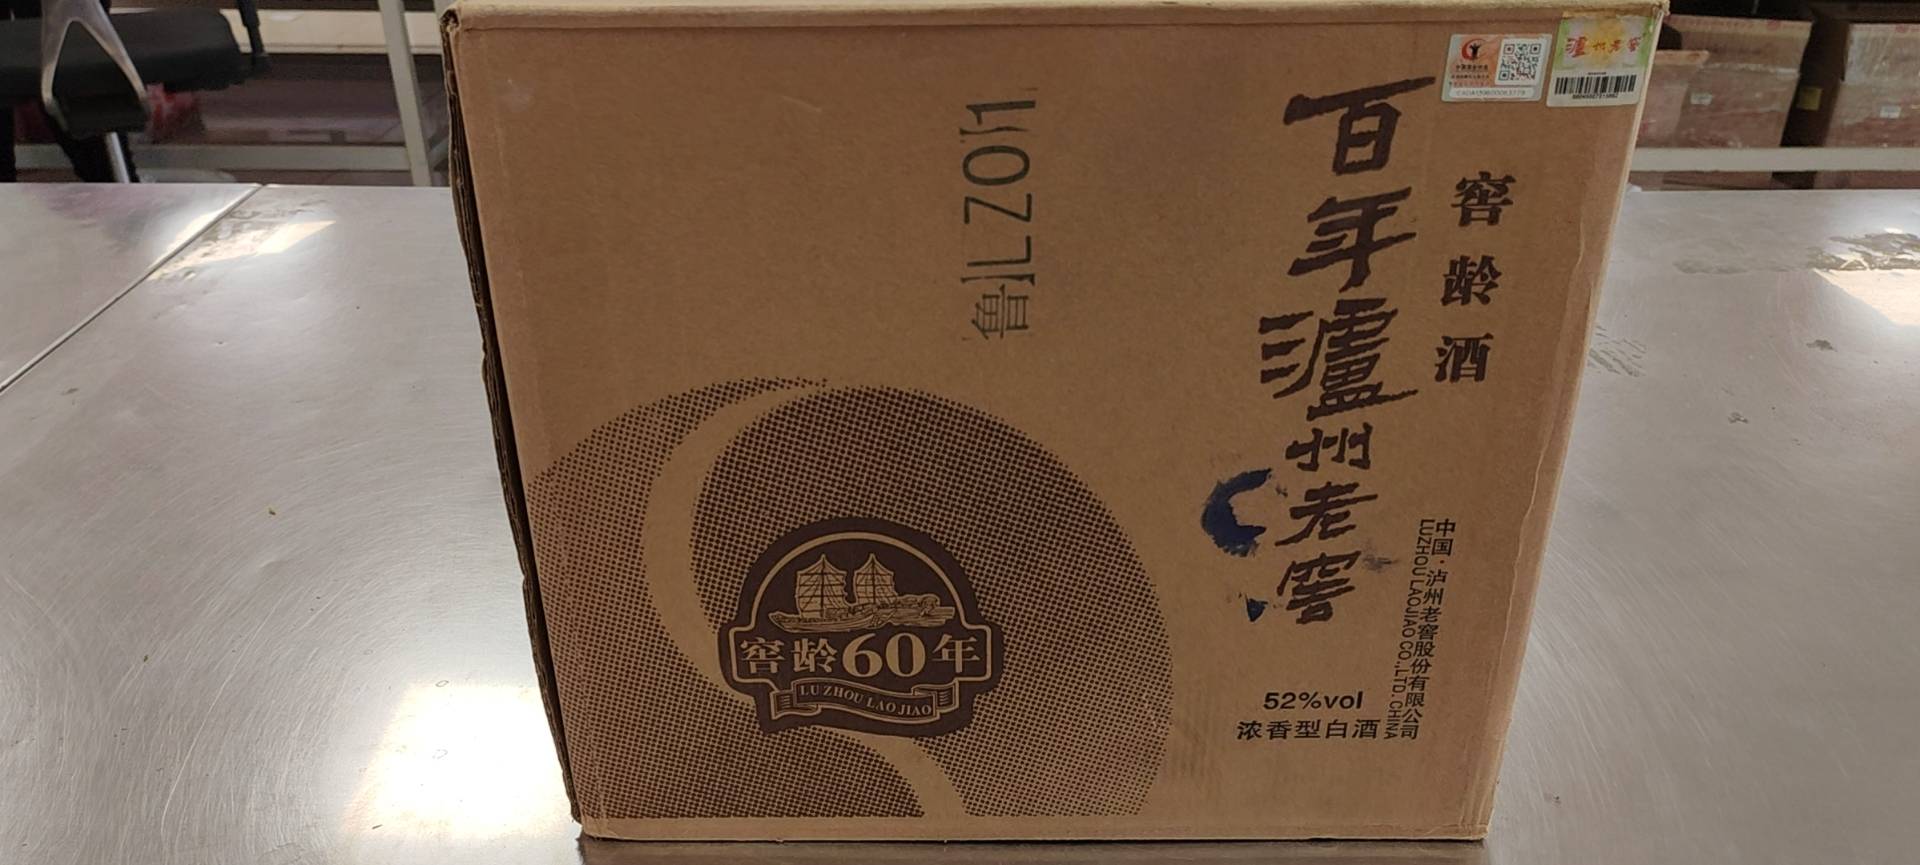 百年泸州老窖
窖龄酒
中国·泸州老窖股份有限公司
LUZHOU LAOJIAO CO.,LTD. CHINA
52%vol
浓香型白酒
窖龄60年
LU ZHOU LAO JIAO
鲁LZ011
泸州老窖